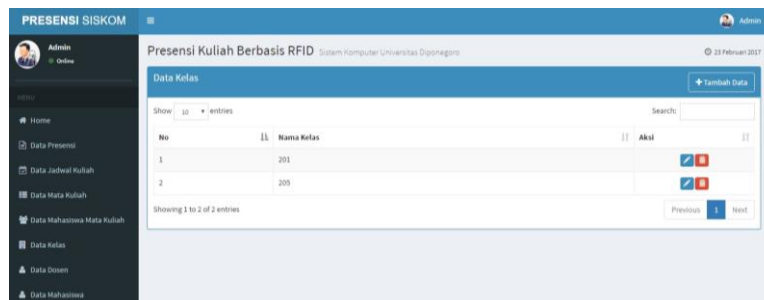 PRESENSI SISKOM
Admin
Admin
Online
Presensi Kuliah Berbasis RFID Sistem Komputer Universitas Diponegoro
23 Februari 2017
MENU
Home
Data Presensi
Data Jadwal Kuliah
Data Mata Kuliah
Data Mahasiswa Mata Kuliah
Data Kelas
Data Dosen
Data Mahasiswa
Data Kelas
+ Tambah Data
Show 10 entries
Search:
No Nama Kelas Aksi
1 201
2 205
Showing 1 to 2 of 2 entries
Previous 1 Next